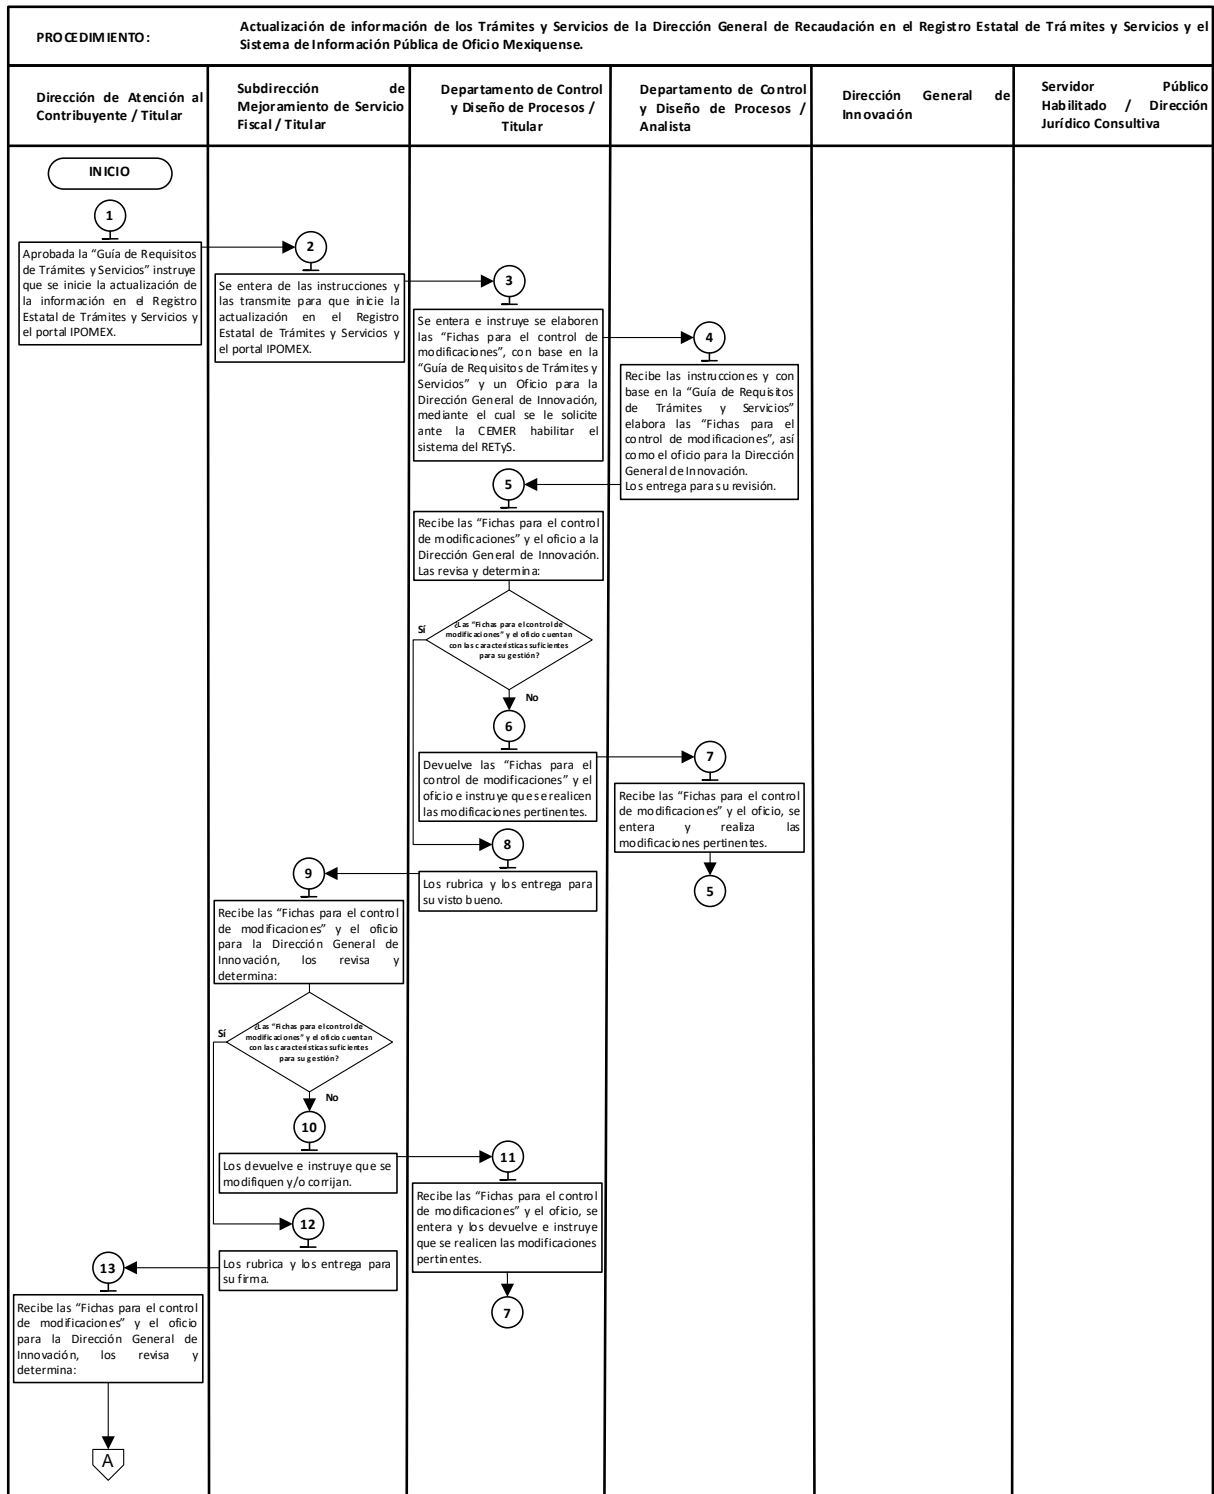 PROCEDIMIENTO:
Actualización de información de los Trámites y Servicios de la Dirección General de Recaudación en el Registro Estatal de Trámites y Servicios y el
Sistema de Información Pública de Oficio Mexiquense.
Dirección de Atención al
Contribuyente / Titular
Subdirección de
Mejoramiento de Servicio
Fiscal / Titular
Departamento de Control
y Diseño de Procesos /
Titular
Departamento de Control
y Diseño de Procesos /
Analista
Dirección General de
Innovación
Servidor Público
Habilitado / Dirección
Jurídico Consultiva
INICIO
1
Aprobada la “Guía de Requisitos
de Trámites y Servicios” instruye
que se inicie la actualización de
la información en el Registro
Estatal de Trámites y Servicios y
el portal IPOMEX.
2
Se entera de las instrucciones y
las transmite para que inicie la
actualización en el Registro
Estatal de Trámites y Servicios y
el portal IPOMEX.
3
Se entera e instruye se elaboren
las “Fichas para el control de
modificaciones”, con base en la
“Guía de Requisitos de Trámites y
Servicios” y un Oficio para la
Dirección General de Innovación,
mediante el cual se le solicite
ante la CEMER habilitar el
sistema del RETyS.
4
Recibe las instrucciones y con
base en la “Guía de Requisitos
de Trámites y Servicios”
elabora las “Fichas para el
control de modificaciones”, así
como el oficio para la Dirección
General de Innovación.
Los entrega para su revisión.
5
Recibe las “Fichas para el control
de modificaciones” y el oficio a la
Dirección General de Innovación.
Las revisa y determina:
¿Las “Fichas para el control de
modificaciones” y el oficio cuentan
con las características suficientes
para su gestión?
Sí
No
6
Devuelve las “Fichas para el
control de modificaciones” y el
oficio e instruye que se realicen
las modificaciones pertinentes.
7
Recibe las “Fichas para el control
de modificaciones” y el oficio, se
entera y realiza las
modificaciones pertinentes.
5
8
Los rubrica y los entrega para
su visto bueno.
9
Recibe las “Fichas para el control
de modificaciones” y el oficio
para la Dirección General de
Innovación, los revisa y
determina:
¿Las “Fichas para el control de
modificaciones” y el oficio cuentan
con las características suficientes
para su gestión?
Sí
No
10
Los devuelve e instruye que se
modifiquen y/o corrijan.
11
Recibe las “Fichas para el control
de modificaciones” y el oficio, se
entera y los devuelve e instruye
que se realicen las modificaciones
pertinentes.
7
12
Los rubrica y los entrega para
su firma.
13
Recibe las “Fichas para el control
de modificaciones” y el oficio
para la Dirección General de
Innovación, los revisa y
determina:
A